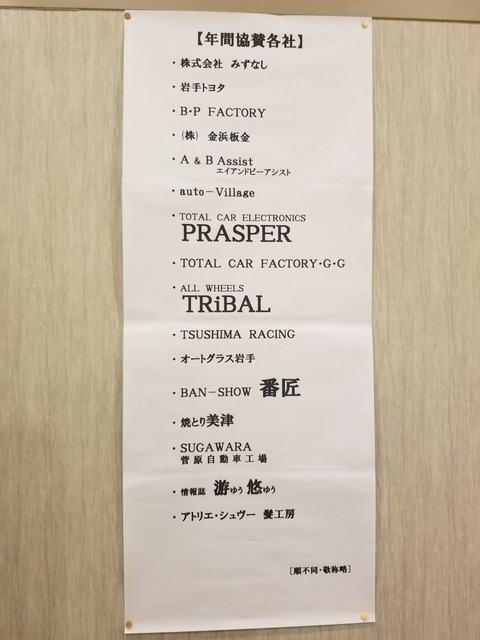 【年間協賛各社】
・株式会社 みずなし
・岩手トヨタ
・B・P FACTORY
・(株) 金浜板金
・A & B Assist
エイアンドビーアシスト
・auto－Village
・TOTAL CAR ELECTRONICS
PRASPER
・TOTAL CAR FACTORY・G・G
・ALL WHEELS
TRiBAL
・TSUSHIMA RACING
・オートグラス岩手
・BAN－SHOW 番匠
・焼とり美津
・SUGAWARA
菅原自動車工場
・情報誌 游ゆう 悠ゆう
・アトリエ・シュヴー 髪工房
［順不同・敬称略］